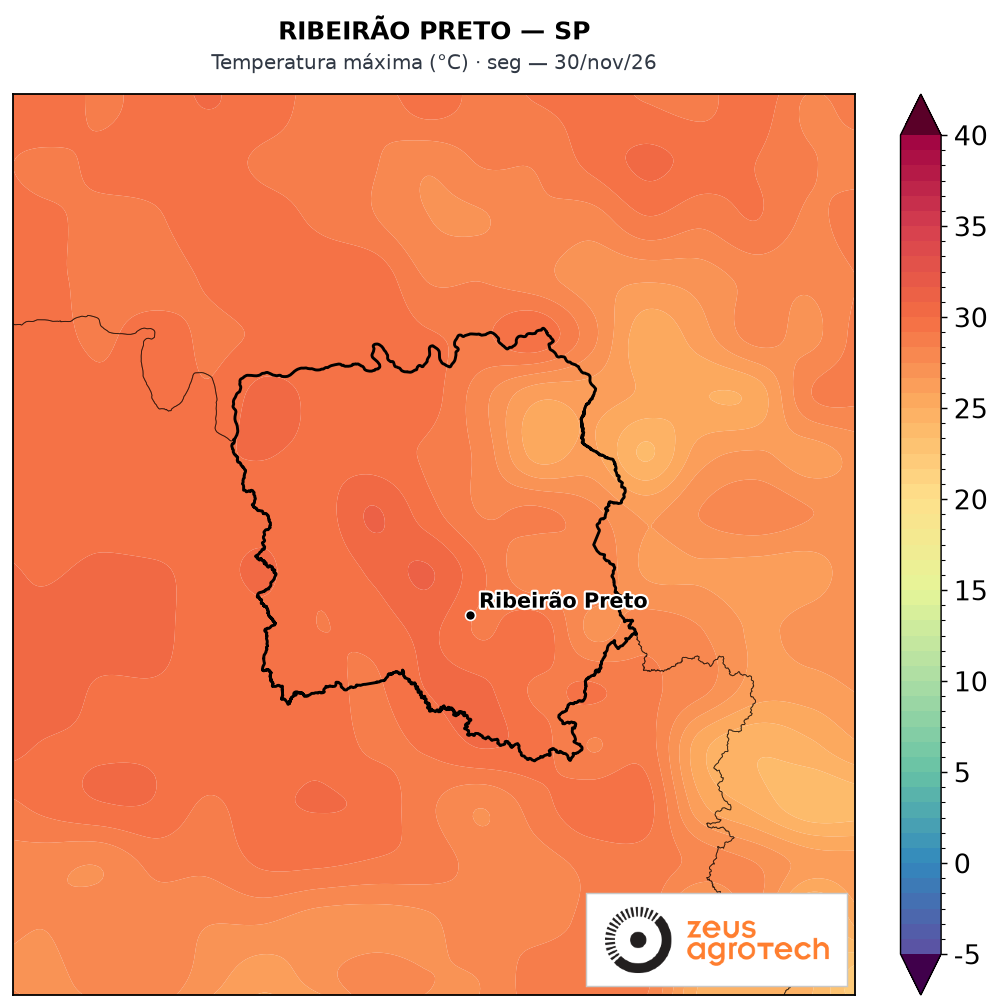 RIBEIRÃO PRETO — SP
Temperatura máxima (°C) · seg — 30/nov/26
40
35
30
25
20
15
10
5
0
-5
Ribeirão Preto
zeus
agrotech